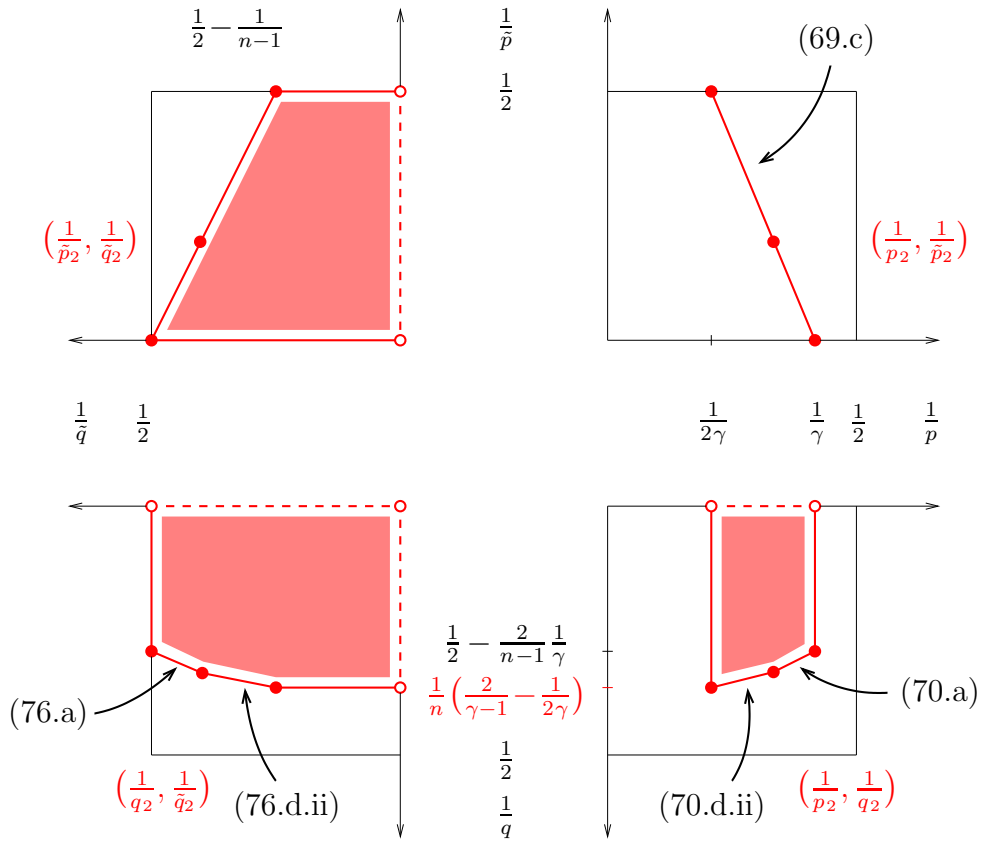 1/2 − 1/(n−1)
1/p̃
1/2
(69.c)
(1/p̃₂, 1/q̃₂)
(1/p₂, 1/p̃₂)
1/q̃
1/2
1/(2γ)
1/γ
1/2
1/p
1/2 − 2/(n−1) 1/γ
1/n (2/(γ−1) − 1/(2γ))
(76.a)
(70.a)
1/2
(1/q₂, 1/q̃₂)
(76.d.ii)
(70.d.ii)
(1/p₂, 1/q₂)
1/q